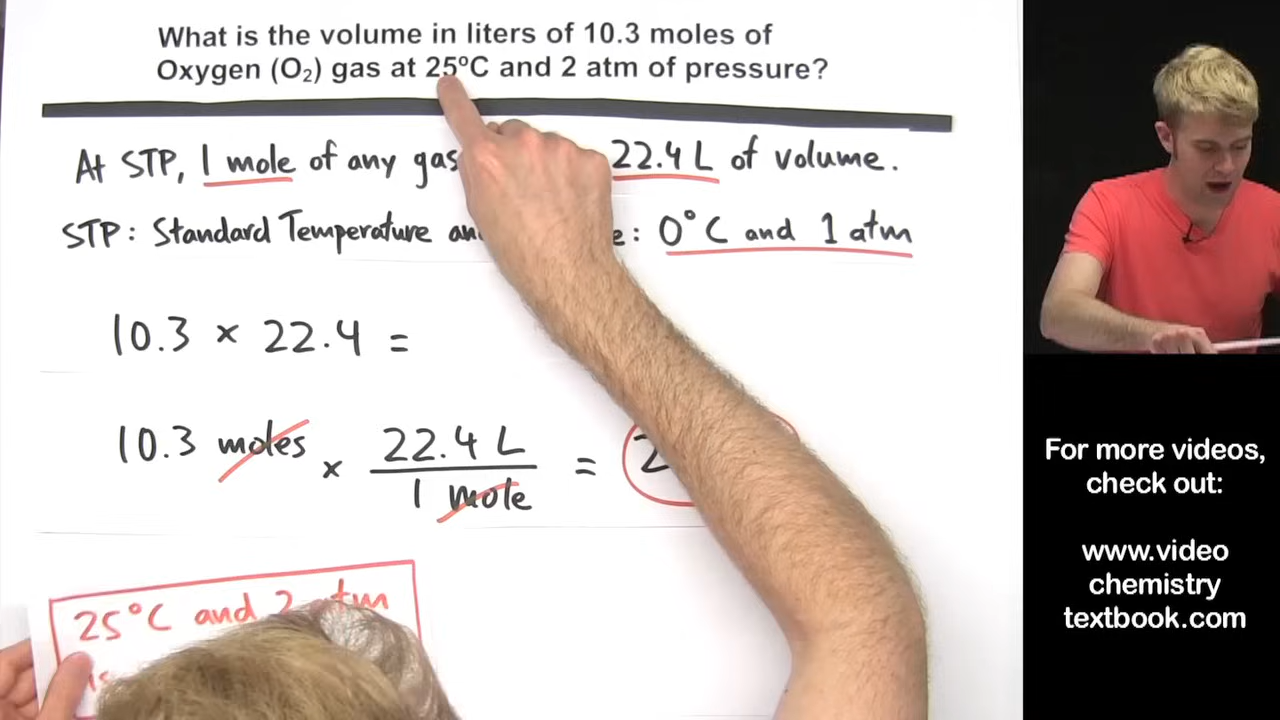 What is the volume in liters of 10.3 moles of
Oxygen (O₂) gas at 25°C and 2 atm of pressure?
At STP, 1 mole of any gas 22.4 L of volume.
STP: Standard Temperature : 0°C and 1 atm
10.3 × 22.4 =
10.3 moles × 22.4 L / 1 mole =
25°C and 2 atm
For more videos,
check out:
www.video
chemistry
textbook.com